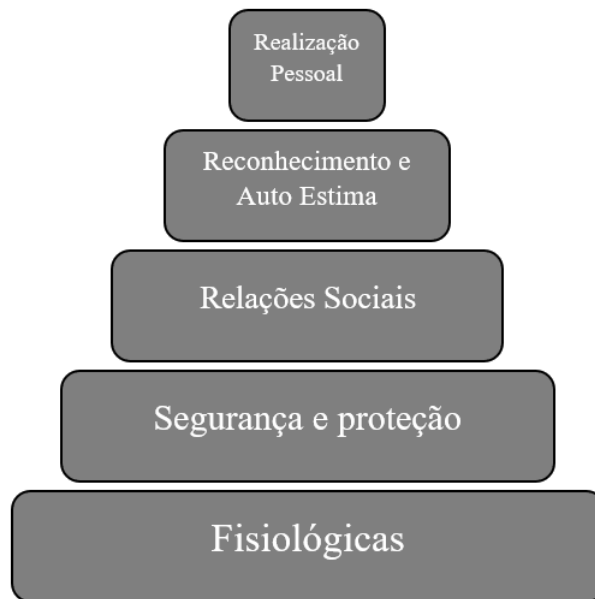 Realização
Pessoal
Reconhecimento e
Auto Estima
Relações Sociais
Segurança e proteção
Fisiológicas